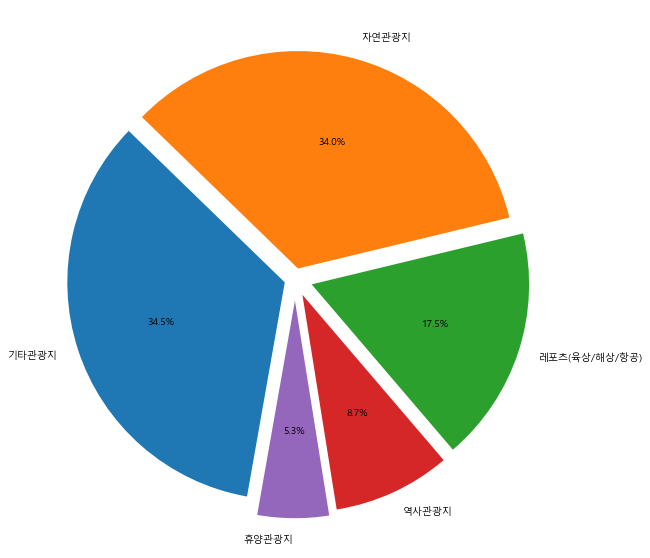 자연관광지
34.0%
34.5%
17.5%
기타관광지
레포츠(육상/해상/항공)
8.7%
5.3%
역사관광지
휴양관광지